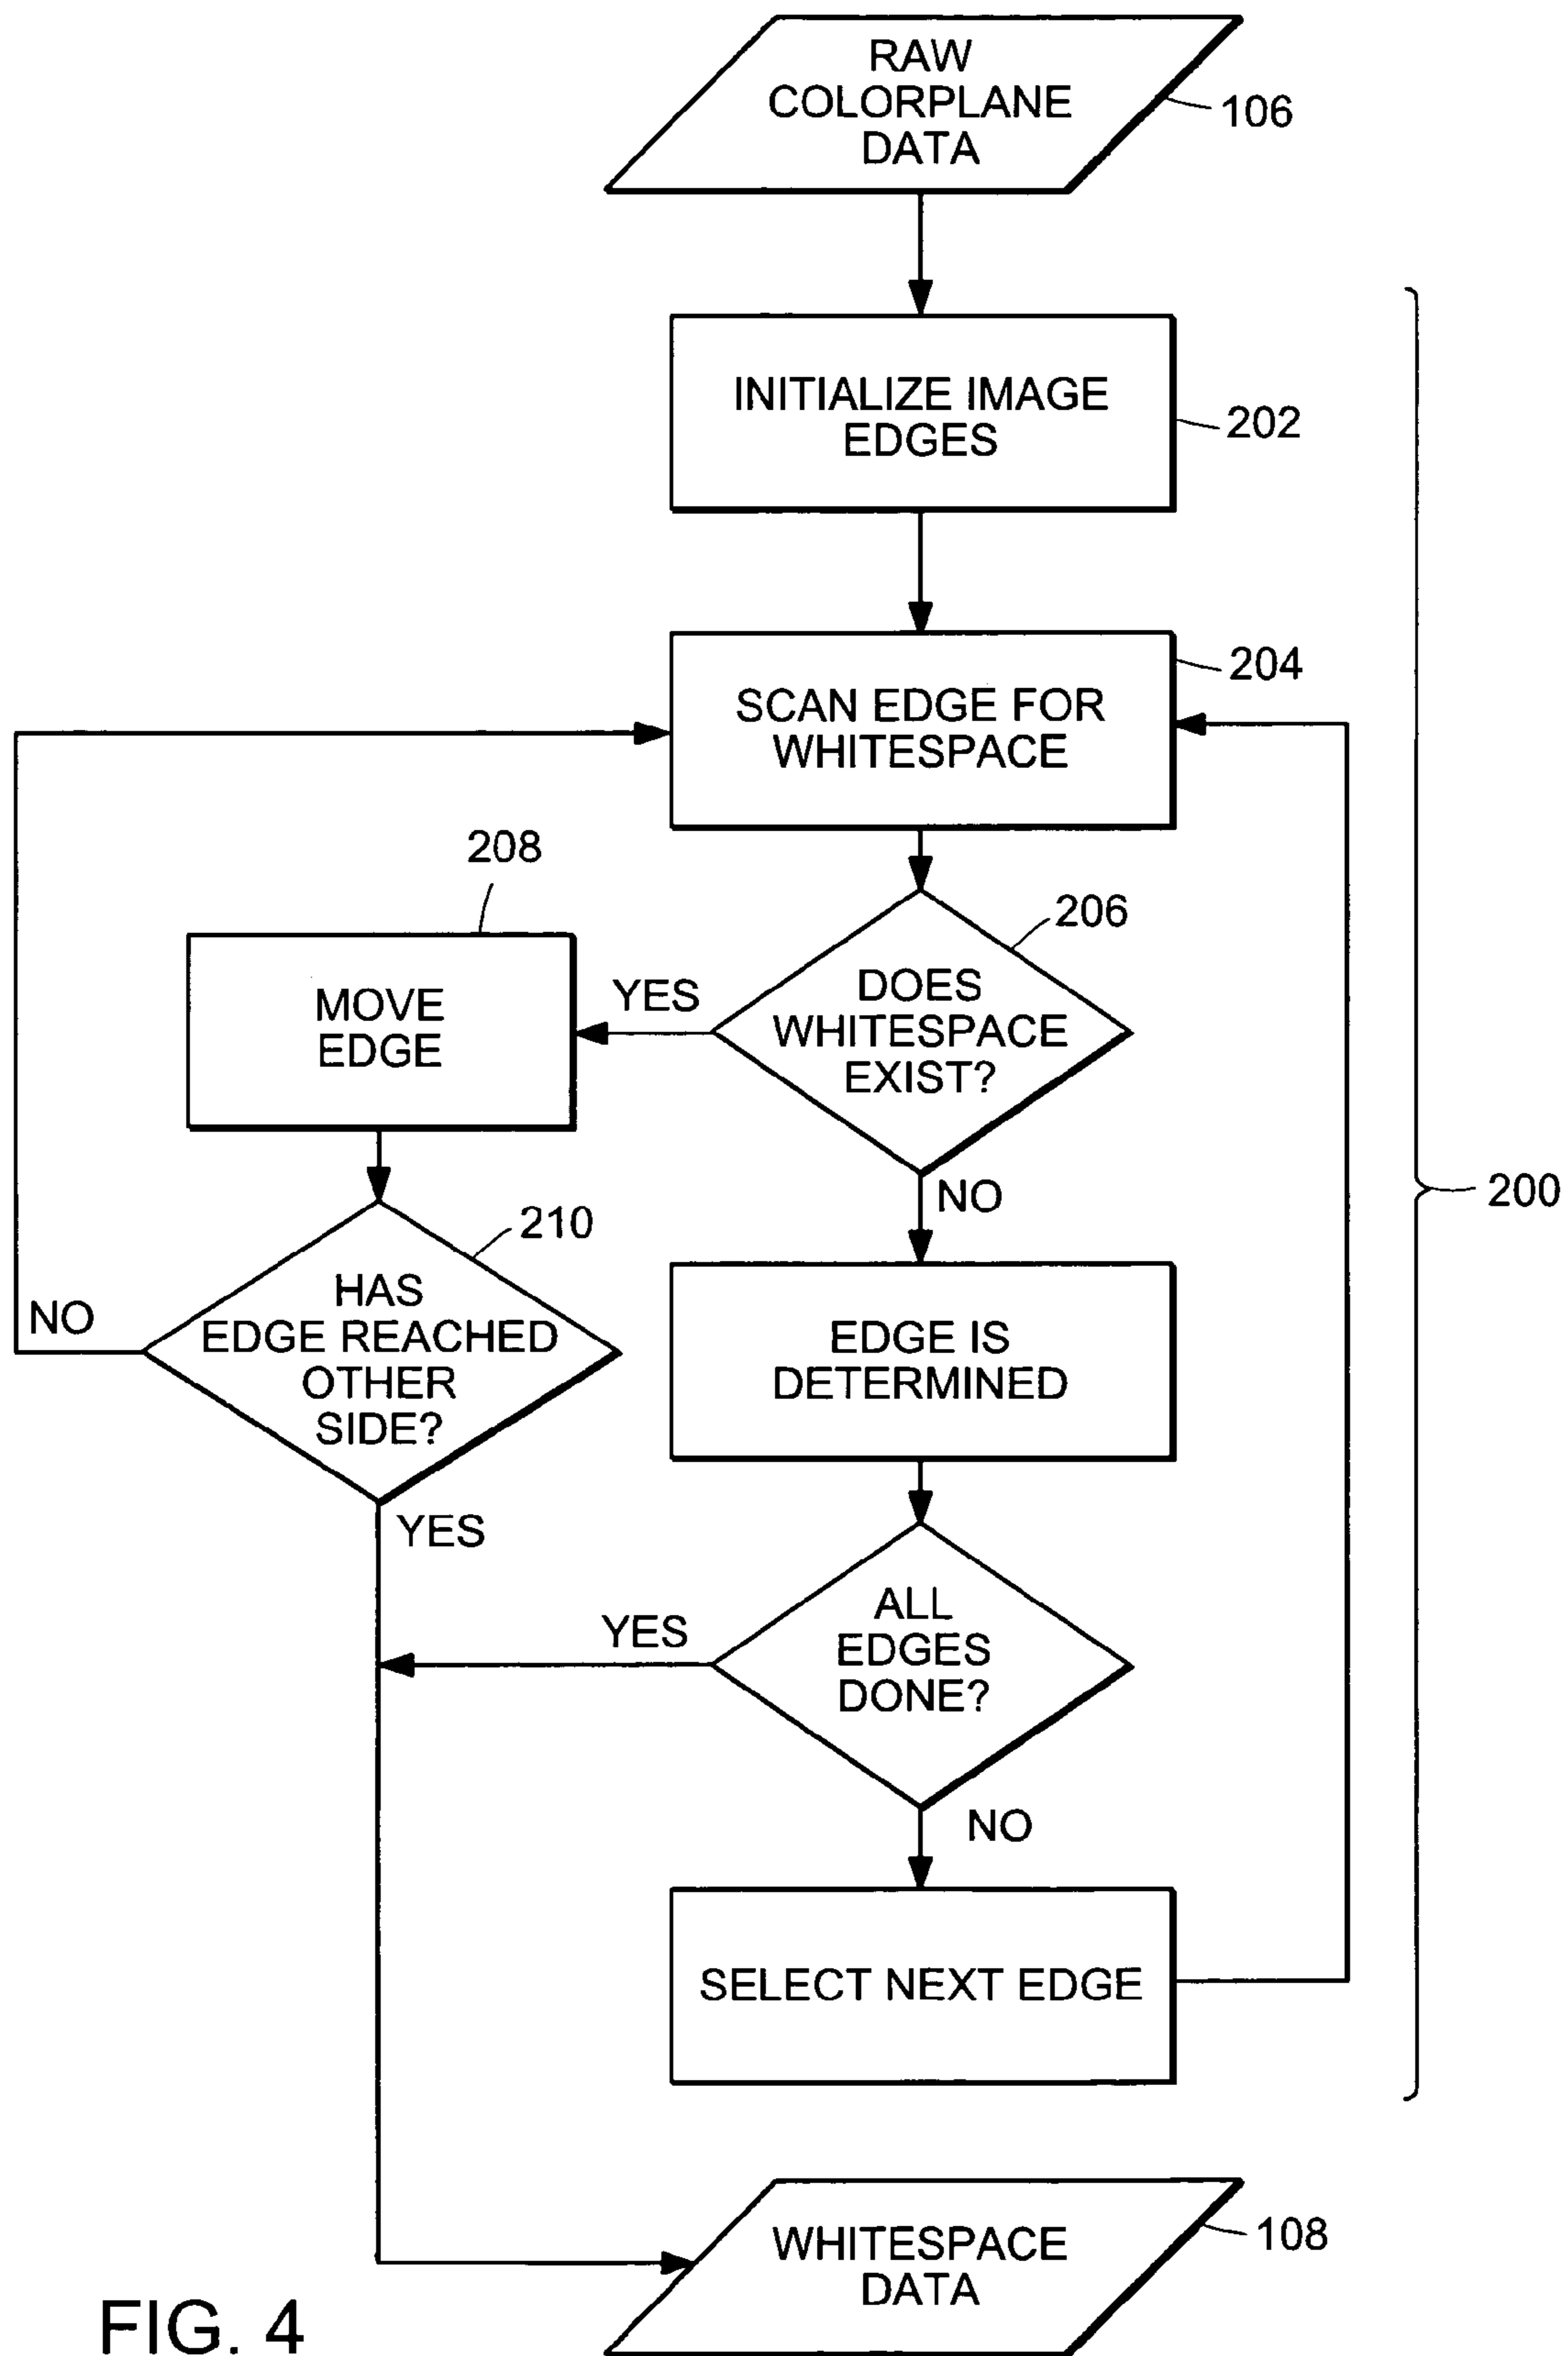 RAW
COLORPLANE
DATA
106
INITIALIZE IMAGE
EDGES
202
204
SCAN EDGE FOR
WHITESPACE
208
206
MOVE
EDGE
YES
DOES
WHITESPACE
EXIST?
NO
200
210
HAS
EDGE REACHED
OTHER
SIDE?
NO
EDGE IS
DETERMINED
YES
YES
ALL
EDGES
DONE?
NO
SELECT NEXT EDGE
WHITESPACE
DATA
108
FIG. 4